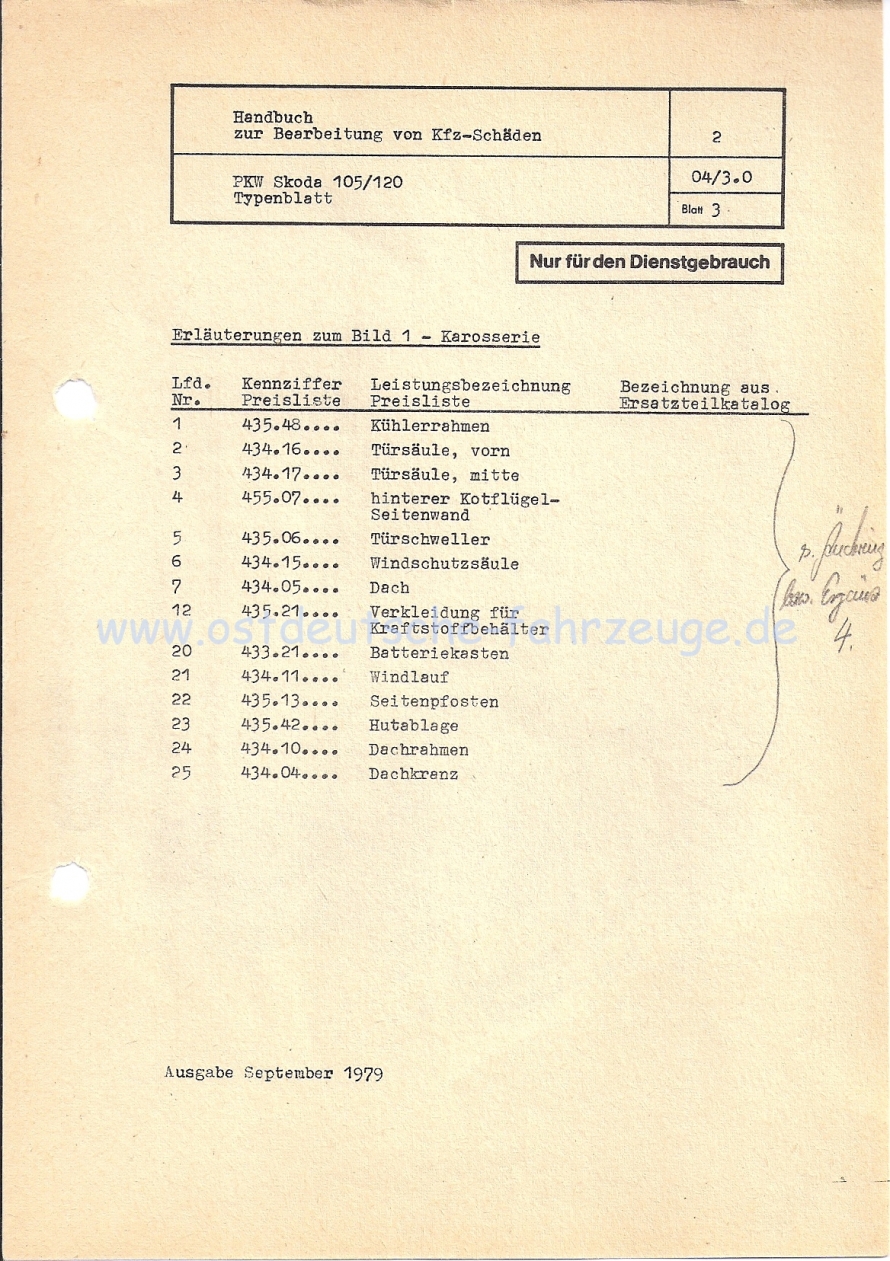 Handbuch
zur Bearbeitung von Kfz-Schäden
2
PKW Skoda 105/120
Typenblatt
04/3.0
Blatt 3
Nur für den Dienstgebrauch
Erläuterungen zum Bild 1 - Karosserie
Lfd. Kennziffer Leistungsbezeichnung Bezeichnung aus
Nr. Preisliste Preisliste Ersatzteilkatalog
1 435.48.... Kühlerrahmen
2 434.16.... Türsäule, vorn
3 434.17.... Türsäule, mitte
4 455.07.... hinterer Kotflügel-
Seitenwand
5 435.06.... Türschweller
6 434.15.... Windschutzsäule
7 434.05.... Dach
12 435.21.... Verkleidung für
Kraftstoffbehälter
20 433.21.... Batteriekasten
21 434.11.... Windlauf
22 435.13.... Seitenpfosten
23 435.42.... Hutablage
24 434.10.... Dachrahmen
25 434.04.... Dachkranz
s.
bzw.
4.
www.ostdeutsche-fahrzeuge.de
Ausgabe September 1979